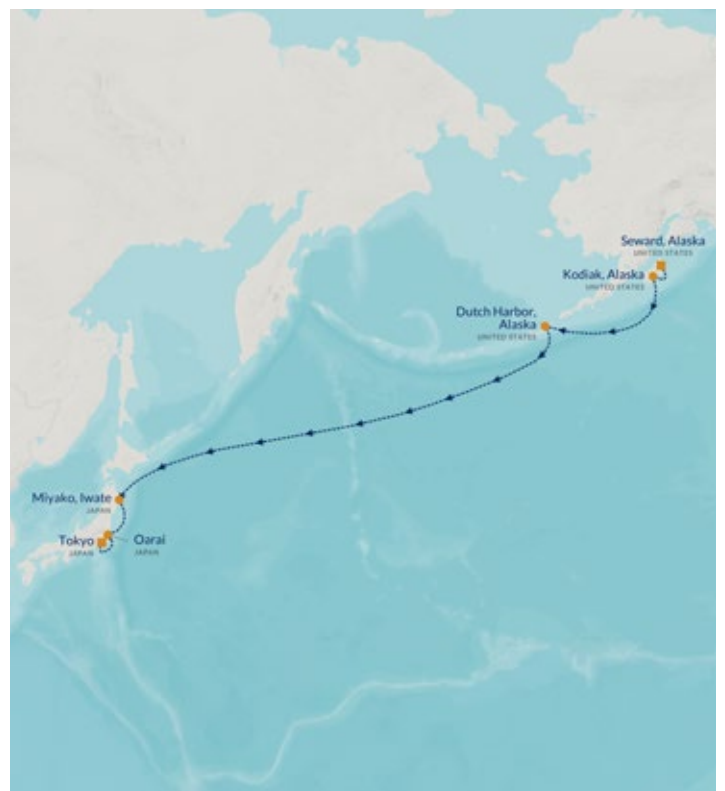 Seward, Alaska
UNITED STATES
Kodiak, Alaska
UNITED STATES
Dutch Harbor,
Alaska
UNITED STATES
Miyako, Iwate
JAPAN
Tokyo
JAPAN
Oarai
JAPAN